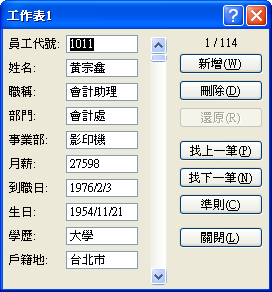 工作表1
員工代號: 1011
姓名: 黃宗鑫
職稱: 會計助理
部門: 會計處
事業部: 影印機
月薪: 27598
到職日: 1976/2/3
生日: 1954/11/21
學歷: 大學
戶籍地: 台北市
1 / 114
新增(W)
刪除(D)
還原(R)
找上一筆(P)
找下一筆(N)
準則(C)
關閉(L)